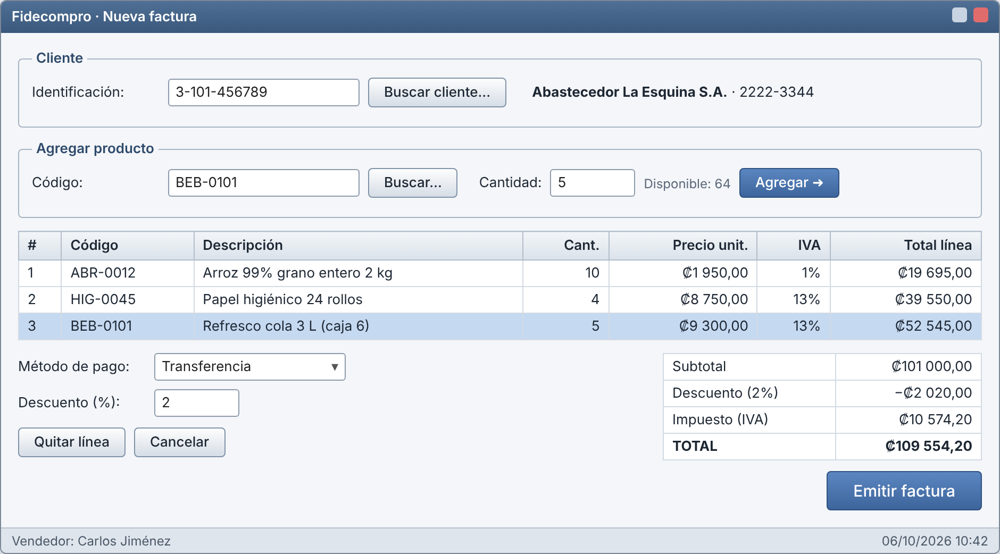 Fidecompro · Nueva factura
Cliente
Identificación: 3-101-456789 Buscar cliente... Abastecedor La Esquina S.A. · 2222-3344
Agregar producto
Código: BEB-0101 Buscar... Cantidad: 5 Disponible: 64 Agregar ➜
# Código Descripción Cant. Precio unit. IVA Total línea
1 ABR-0012 Arroz 99% grano entero 2 kg 10 ₡1 950,00 1% ₡19 695,00
2 HIG-0045 Papel higiénico 24 rollos 4 ₡8 750,00 13% ₡39 550,00
3 BEB-0101 Refresco cola 3 L (caja 6) 5 ₡9 300,00 13% ₡52 545,00
Método de pago: Transferencia ▼
Descuento (%): 2
Quitar línea Cancelar
Subtotal ₡101 000,00
Descuento (2%) −₡2 020,00
Impuesto (IVA) ₡10 574,20
TOTAL ₡109 554,20
Emitir factura
Vendedor: Carlos Jiménez 06/10/2026 10:42